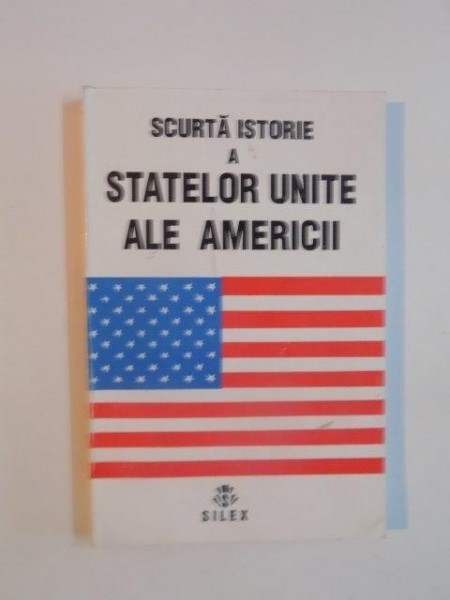 SCURTĂ ISTORIE
A
STATELOR UNITE
ALE AMERICII
SILEX